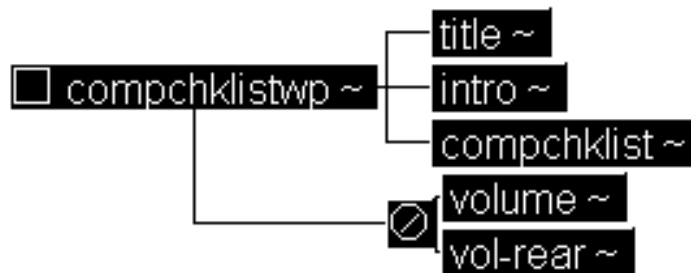 title ~
compchklistwp ~
intro ~
compchklist ~
volume ~
vol-rear ~